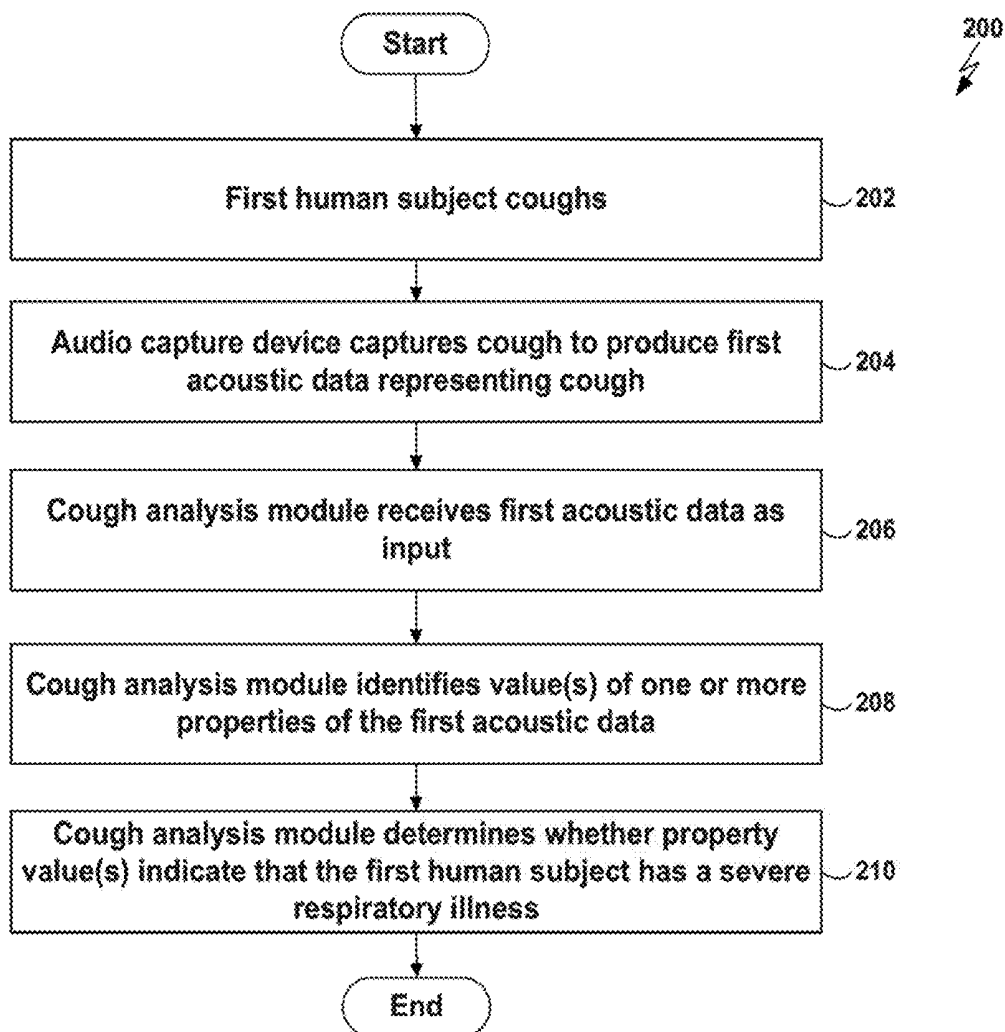 Start
200
First human subject coughs
202
Audio capture device captures cough to produce first
acoustic data representing cough
204
Cough analysis module receives first acoustic data as
input
206
Cough analysis module identifies value(s) of one or more
properties of the first acoustic data
208
Cough analysis module determines whether property
value(s) indicate that the first human subject has a severe
respiratory illness
210
End